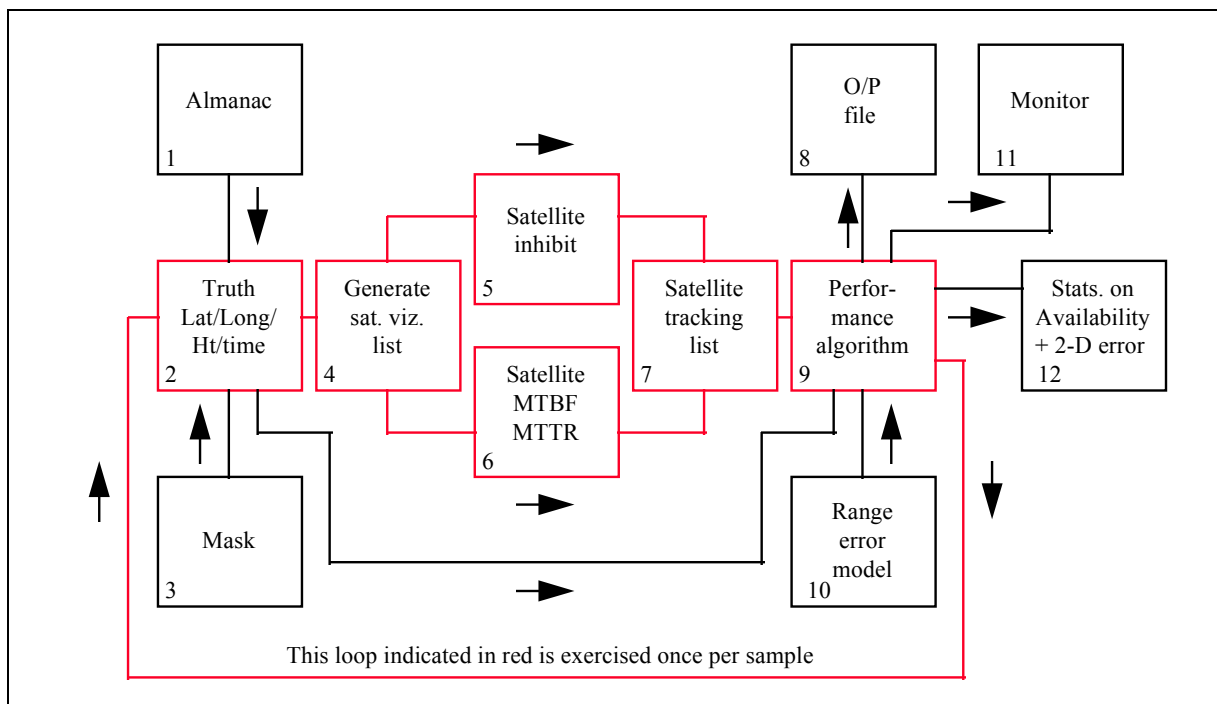 Almanac
1
O/P
file
8
Monitor
11
Satellite
inhibit
5
Truth
Lat/Long/
Ht/time
2
Generate
sat. viz.
list
4
Satellite
tracking
list
7
Perfor-
mance
algorithm
9
Stats. on
Availability
+ 2-D error
12
Satellite
MTBF
MTTR
6
Mask
3
Range
error
model
10
This loop indicated in red is exercised once per sample